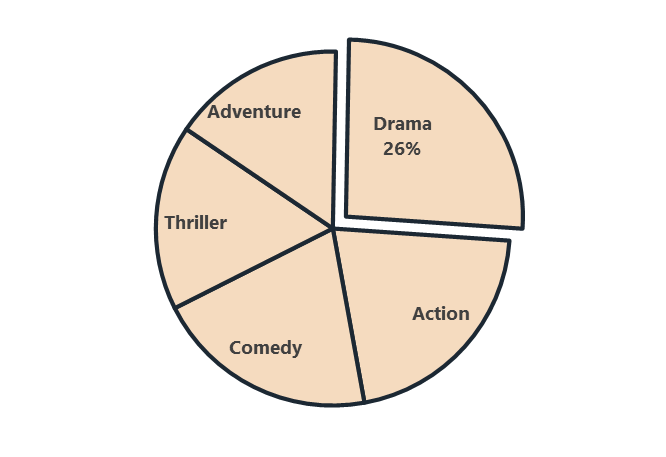 Adventure
Drama
26%
Thriller
Action
Comedy